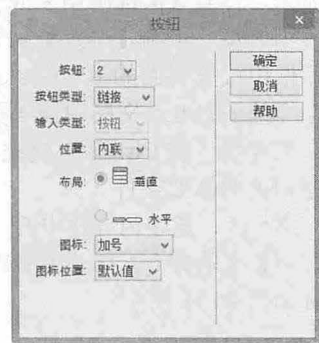 按钮
按钮: 2
确定
按钮类型: 链接
取消
输入类型: 按钮
帮助
位置: 内联
布局: 垂直
水平
图标: 加号
图标位置: 默认值